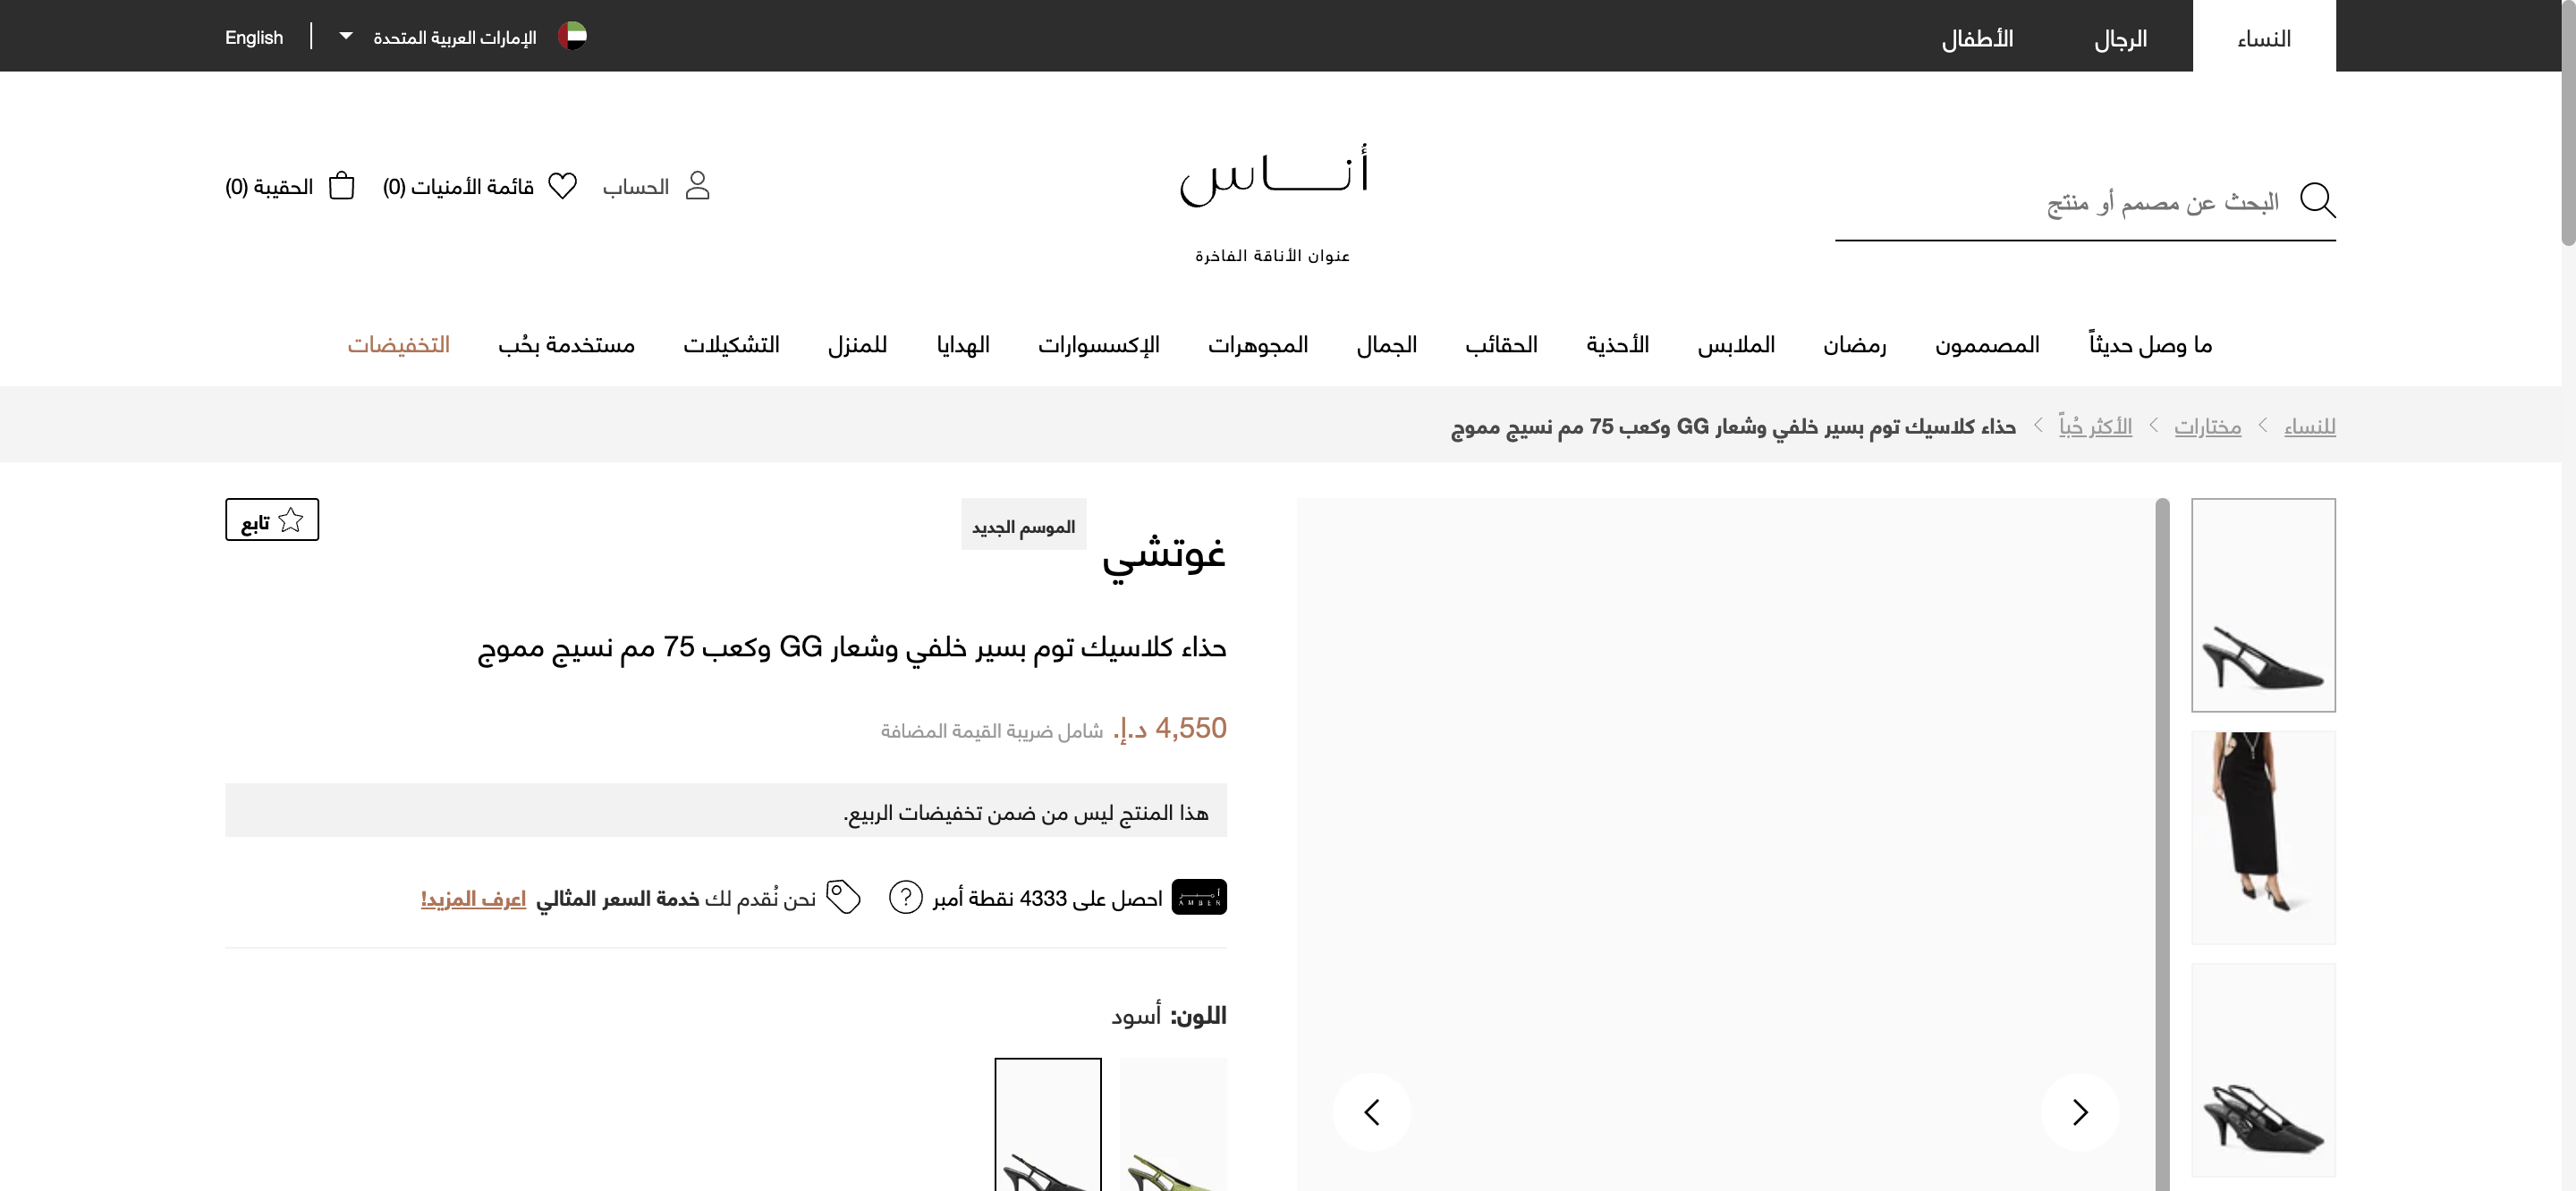 النساء
الرجال
الأطفال
الإمارات العربية المتحدة
English
البحث عن مصمم أو منتج
أناس
عنوان الأناقة الفاخرة
الحساب
قائمة الأمنيات (0)
الحقيبة (0)
ما وصل حديثاً المصممون رمضان الملابس الأحذية الحقائب الجمال المجوهرات الإكسسوارات الهدايا للمنزل التشكيلات مستخدمة بحُب التخفيضات
للنساء مختارات الأكثر حُباً حذاء كلاسيك توم بسير خلفي وشعار GG وكعب 75 مم نسيج مموج
غوتشي
الموسم الجديد
تابع
حذاء كلاسيك توم بسير خلفي وشعار GG وكعب 75 مم نسيج مموج
4,550 د.إ. شامل ضريبة القيمة المضافة
هذا المنتج ليس من ضمن تخفيضات الربيع.
أمبر
AMBER
احصل على 4333 نقطة أمبر
نحن نُقدم لك خدمة السعر المثالي اعرف المزيد!
اللون: أسود